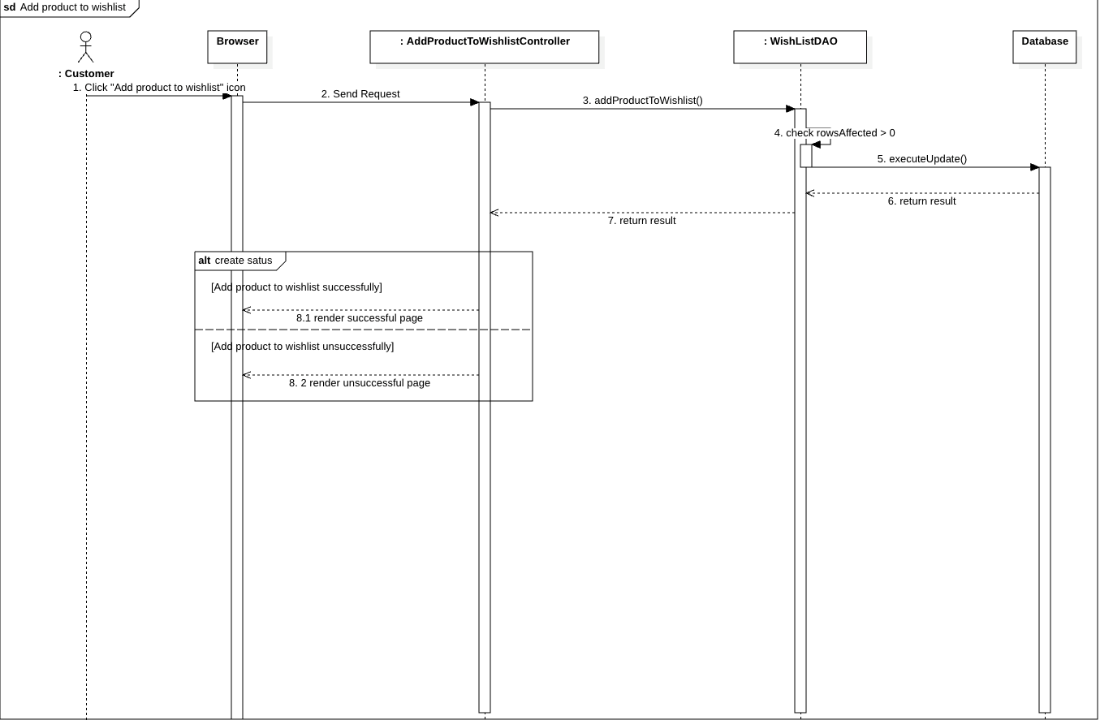 sd Add product to wishlist
: Customer
Browser
: AddProductToWishlistController
: WishListDAO
Database
1. Click "Add product to wishlist" icon
2. Send Request
3. addProductToWishlist()
4. check rowsAffected > 0
5. executeUpdate()
6. return result
7. return result
alt create satus
[Add product to wishlist successfully]
8.1 render successful page
[Add product to wishlist unsuccessfully]
8. 2 render unsuccessful page